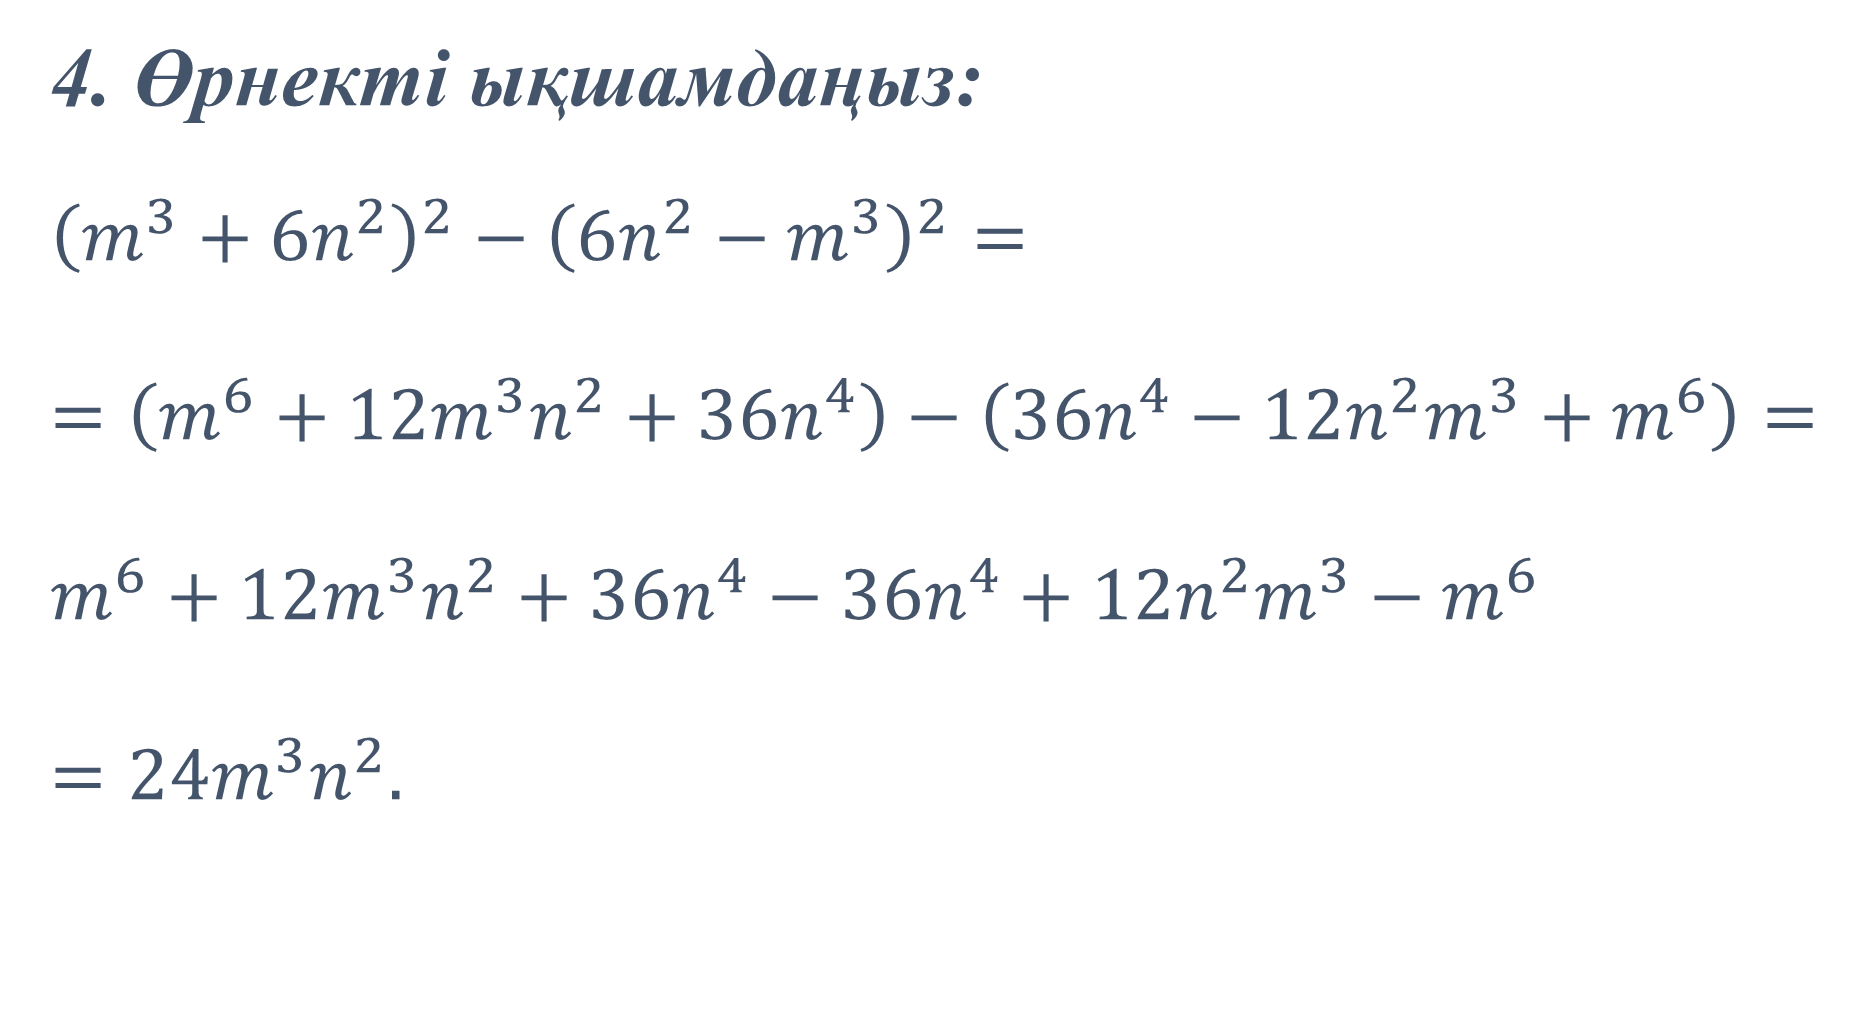 4. Өрнекті ықшамдаңыз:
(m³ + 6n²)² − (6n² − m³)² =
= (m⁶ + 12m³n² + 36n⁴) − (36n⁴ − 12n²m³ + m⁶) =
m⁶ + 12m³n² + 36n⁴ − 36n⁴ + 12n²m³ − m⁶
= 24m³n².